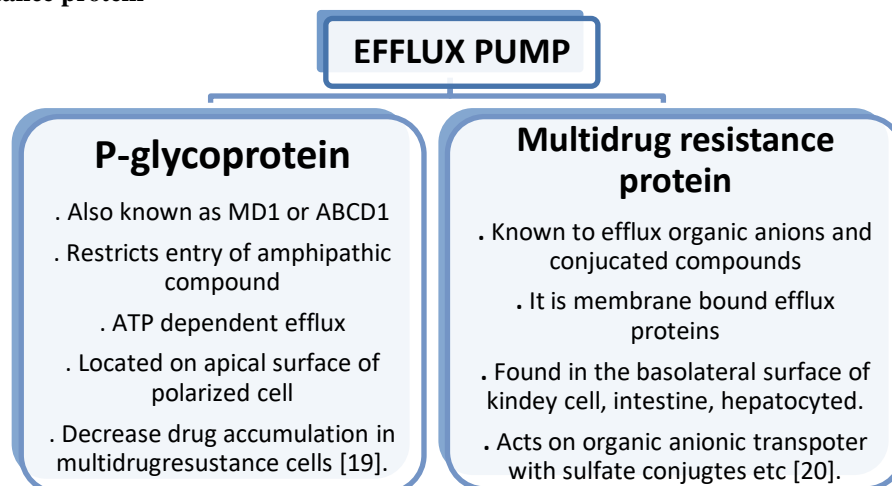 EFFLUX PUMP
P-glycoprotein
. Also known as MD1 or ABCD1
. Restricts entry of amphipathic
compound
. ATP dependent efflux
. Located on apical surface of
polarized cell
. Decrease drug accumulation in
multidrugresustance cells [19].
Multidrug resistance
protein
. Known to efflux organic anions and
conjucated compounds
. It is membrane bound efflux
proteins
. Found in the basolateral surface of
kindey cell, intestine, hepatocyted.
. Acts on organic anionic transpoter
with sulfate conjugtes etc [20].